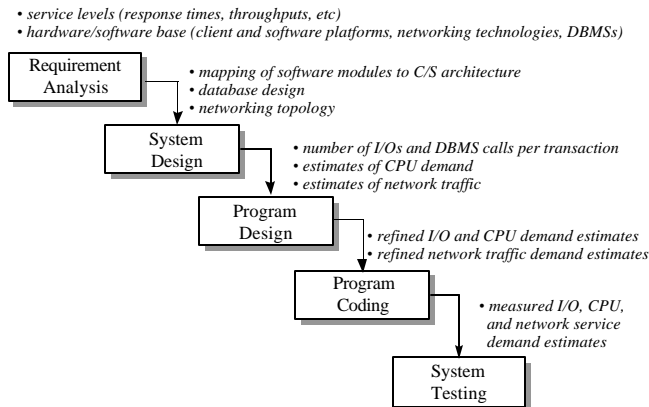 • service levels (response times, throughputs, etc)
• hardware/software base (client and software platforms, networking technologies, DBMSs)
Requirement
Analysis
• mapping of software modules to C/S architecture
• database design
• networking topology
System
Design
• number of I/Os and DBMS calls per transaction
• estimates of CPU demand
• estimates of network traffic
Program
Design
• refined I/O and CPU demand estimates
• refined network traffic demand estimates
Program
Coding
• measured I/O, CPU,
and network service
demand estimates
System
Testing